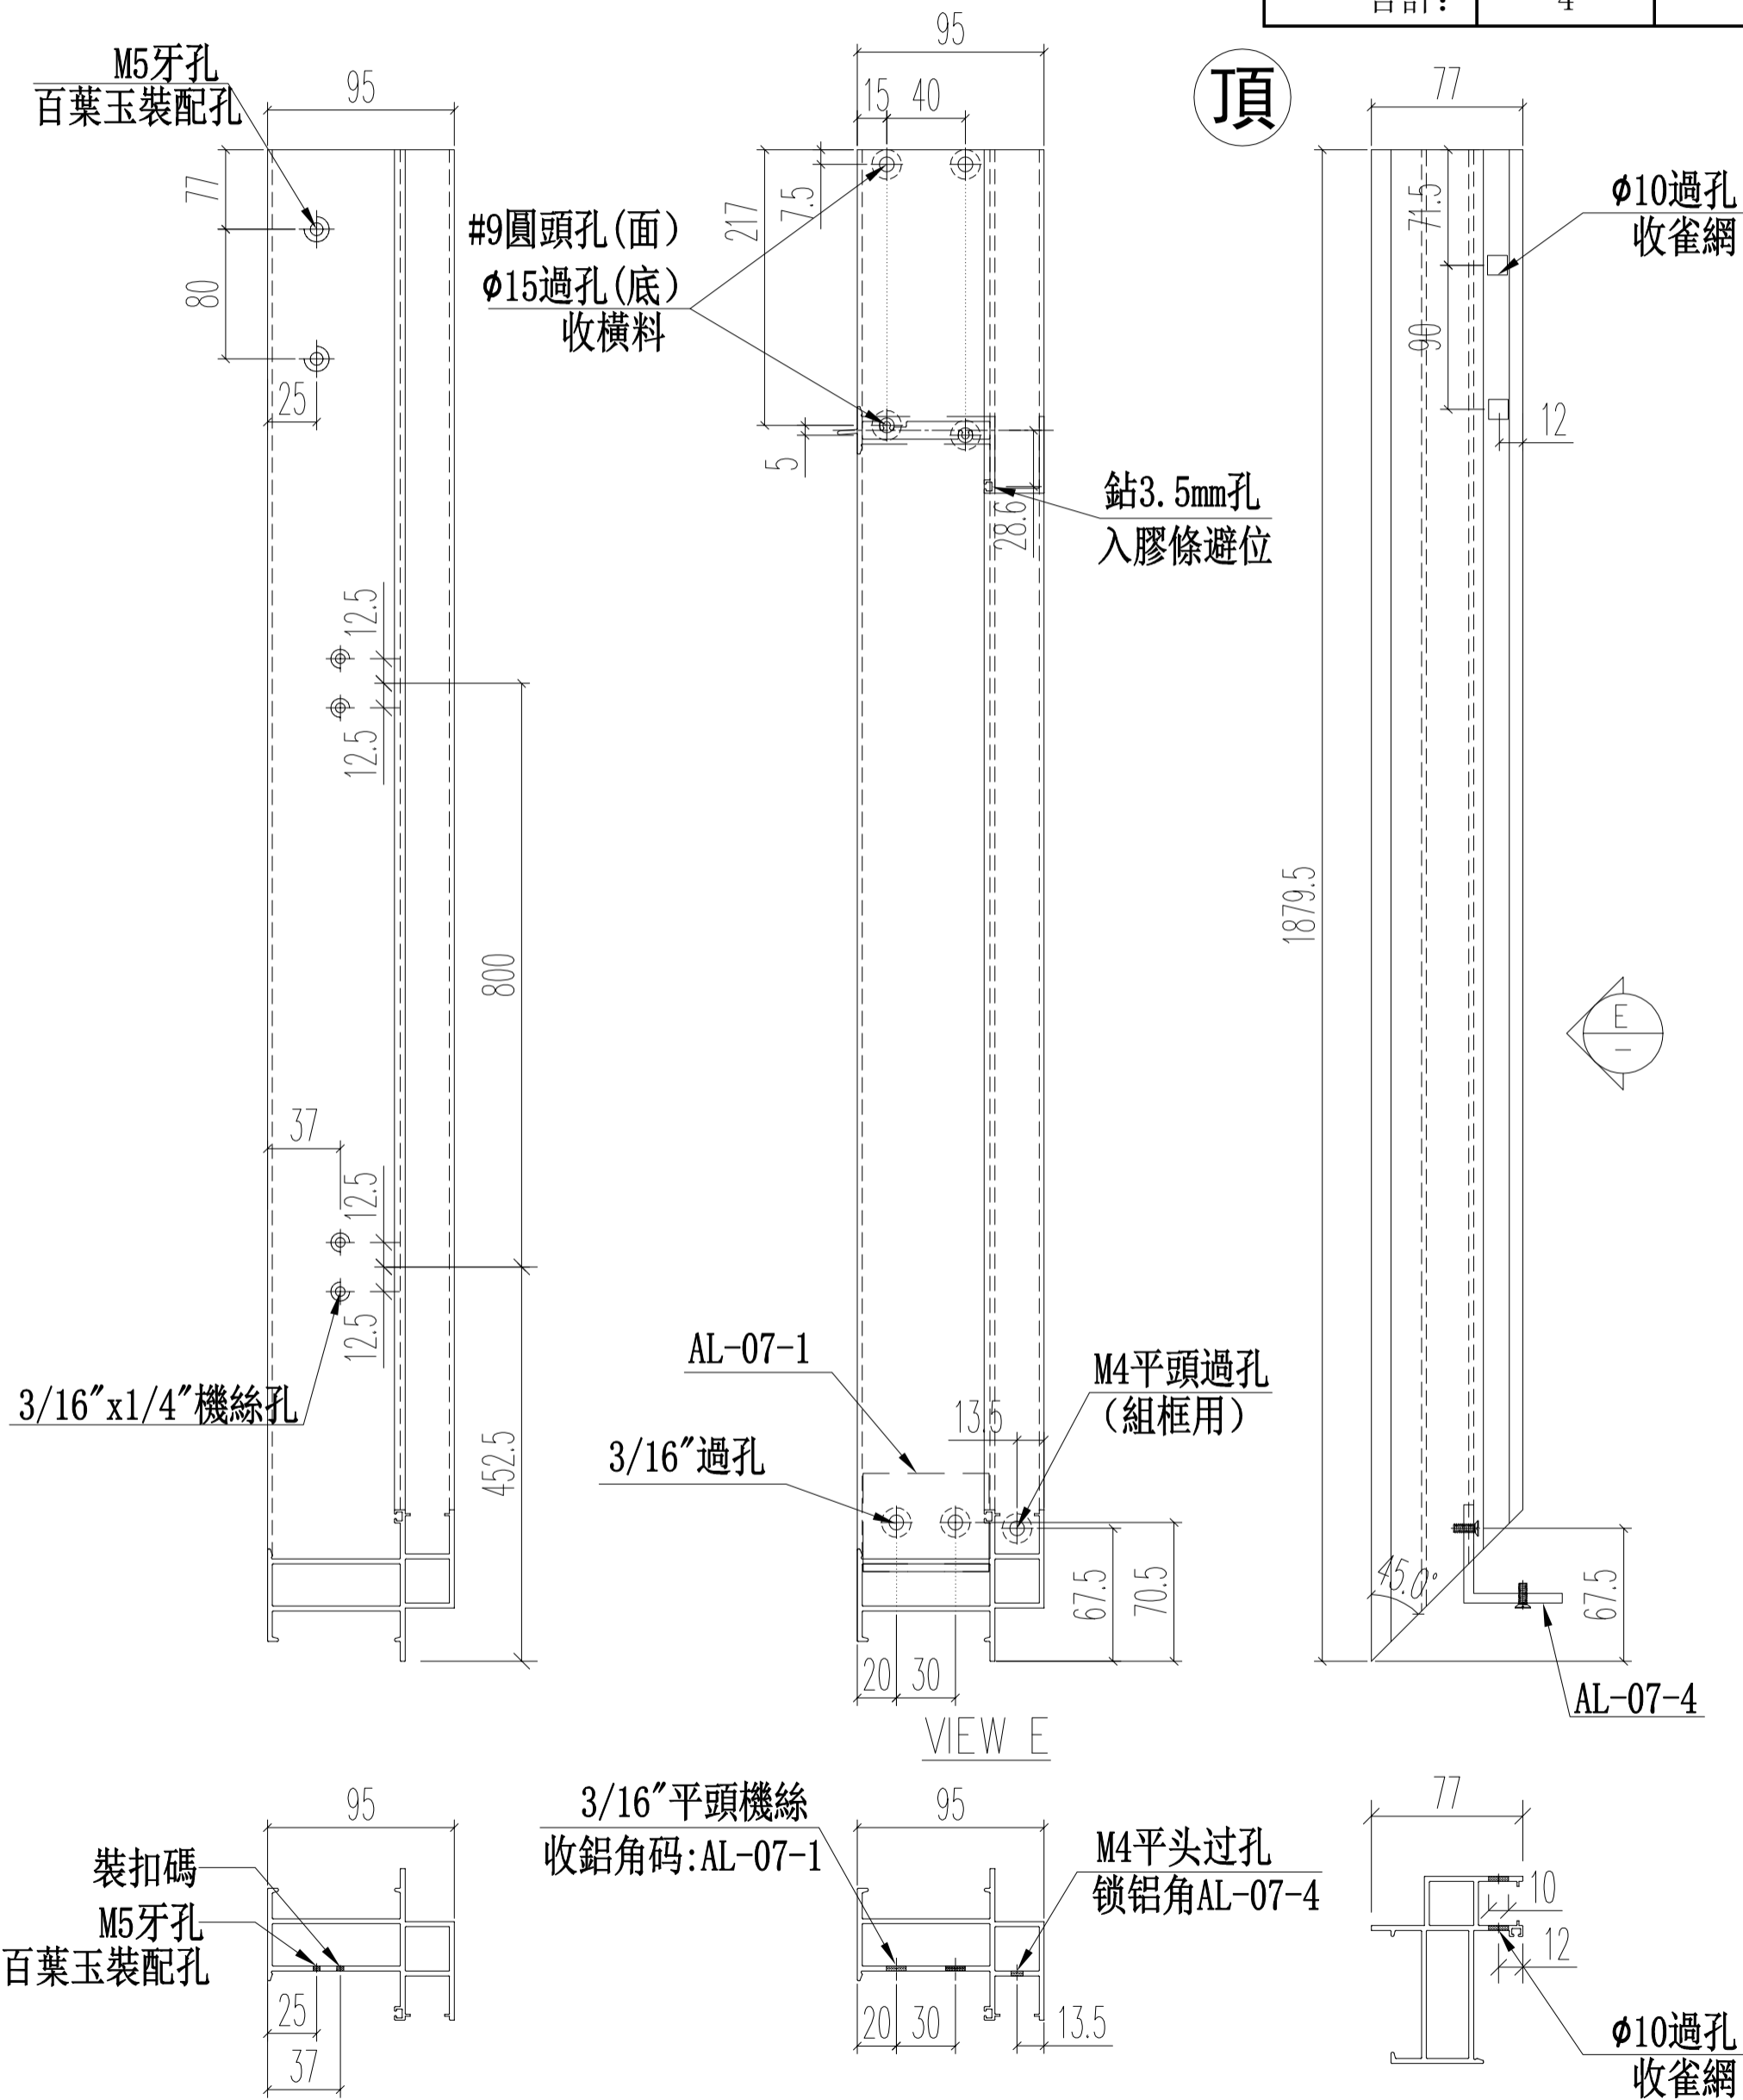 合計:
4
M5牙孔
百葉玉裝配孔
95
77
80
25
12.5
12.5
800
37
12.5
12.5
452.5
3/16"x1/4"機絲孔
95
15
40
217
7.5
#9圓頭孔(面)
ϕ15過孔(底)
收橫料
5
鉆3.5mm孔
入膠條避位
28.6
AL-07-1
3/16"過孔
M4平頭過孔
(組框用)
13.5
67.5
70.5
20
30
VIEW E
頂
77
71.5
90
ϕ10過孔
收雀網
12
1879.5
E
-
45.0°
67.5
AL-07-4
95
裝扣碼
M5牙孔
百葉玉裝配孔
25
37
3/16"平頭機絲
收鋁角码:AL-07-1
95
M4平头过孔
锁铝角AL-07-4
20
30
13.5
77
10
12
ϕ10過孔
收雀網